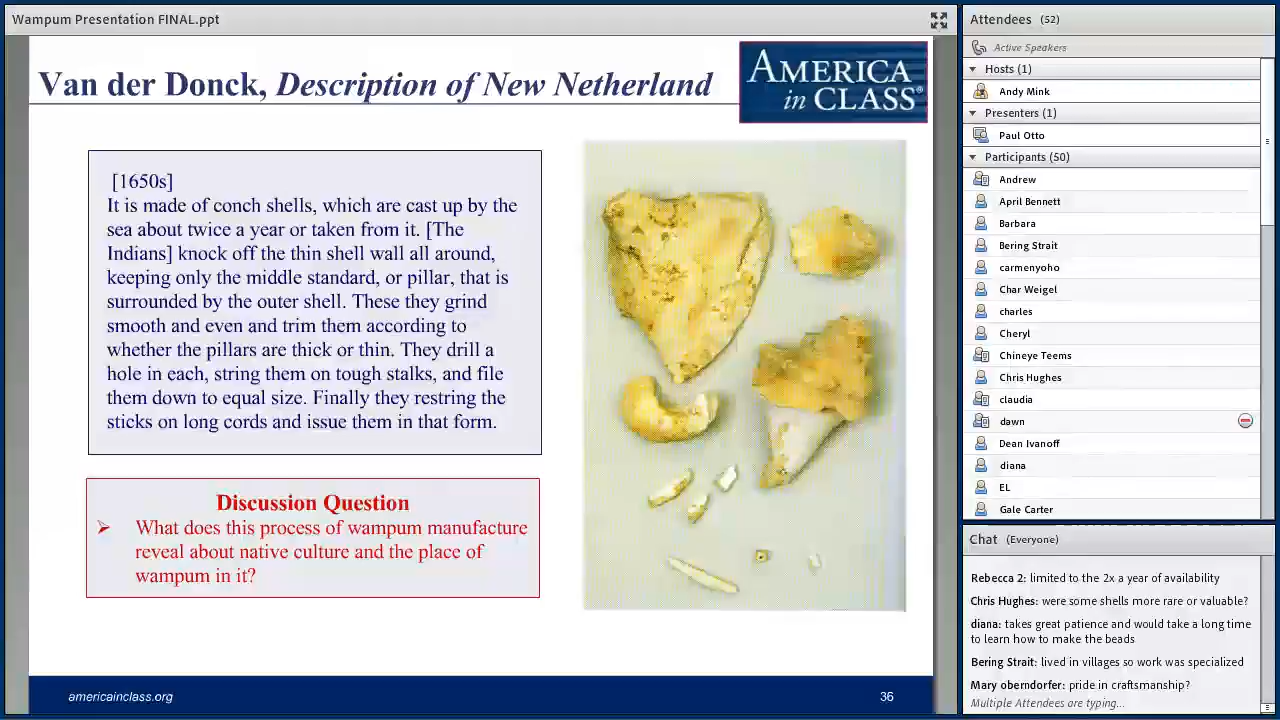 Wampum Presentation FINAL.ppt
Van der Donck, Description of New Netherland
AMERICA
in CLASS®
[1650s]
It is made of conch shells, which are cast up by the
sea about twice a year or taken from it. [The
Indians] knock off the thin shell wall all around,
keeping only the middle standard, or pillar, that is
surrounded by the outer shell. These they grind
smooth and even and trim them according to
whether the pillars are thick or thin. They drill a
hole in each, string them on tough stalks, and file
them down to equal size. Finally they restring the
sticks on long cords and issue them in that form.
Discussion Question
➢ What does this process of wampum manufacture
reveal about native culture and the place of
wampum in it?
americainclass.org
36
Attendees (52)
Active Speakers
Hosts (1)
Andy Mink
Presenters (1)
Paul Otto
Participants (50)
Andrew
April Bennett
Barbara
Bering Strait
carmenyoho
Char Weigel
charles
Cheryl
Chineye Teems
Chris Hughes
claudia
dawn
Dean Ivanoff
diana
EL
Gale Carter
Chat (Everyone)
Rebecca 2: limited to the 2x a year of availability
Chris Hughes: were some shells more rare or valuable?
diana: takes great patience and would take a long time
to learn how to make the beads
Bering Strait: lived in villages so work was specialized
Mary oberndorfer: pride in craftsmanship?
Multiple Attendees are typing...